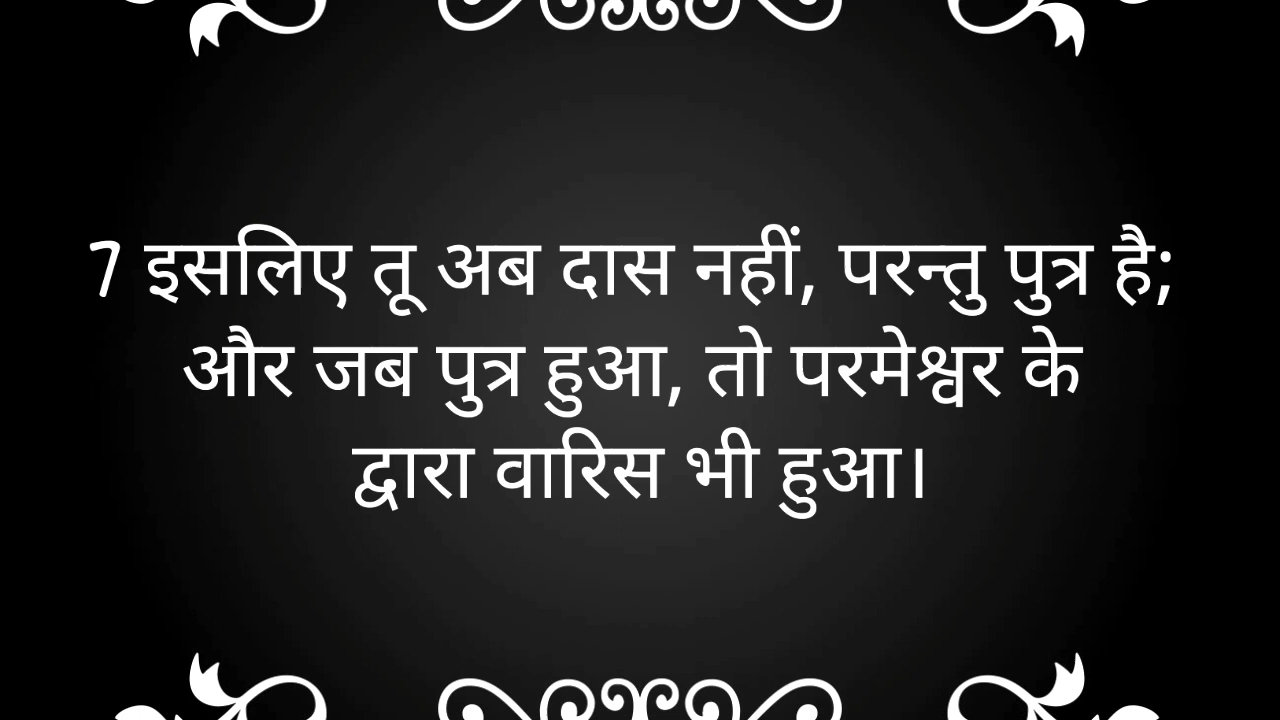 7 इसलिए तू अब दास नहीं, परन्तु पुत्र है;
और जब पुत्र हुआ, तो परमेश्वर के
द्वारा वारिस भी हुआ।